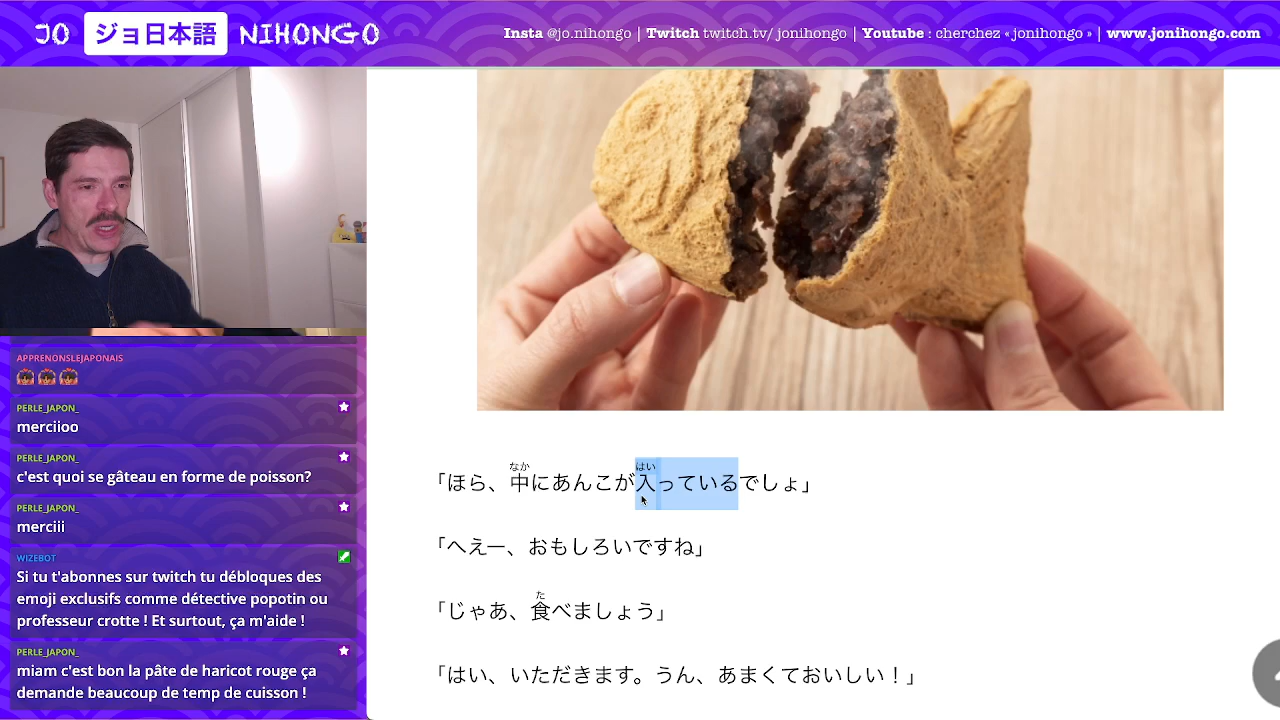 JO ジョ日本語 NIHONGO
Insta @jo.nihongo | Twitch twitch.tv/jonihongo | Youtube : cherchez « jonihongo » | www.jonihongo.com
APPRENONSLEJAPONAIS
PERLE_JAPON_
merciioo
PERLE_JAPON_
c'est quoi se gâteau en forme de poisson?
PERLE_JAPON_
merciii
WIZEBOT
Si tu t'abonnes sur twitch tu débloques des
emoji exclusifs comme détective popotin ou
professeur crotte ! Et surtout, ça m'aide !
PERLE_JAPON_
miam c'est bon la pâte de haricot rouge ça
demande beaucoup de temp de cuisson !
なか はい
「ほら、中にあんこが入っているでしょ」
「へえー、おもしろいですね」
た
「じゃあ、食べましょう」
「はい、いただきます。うん、あまくておいしい！」